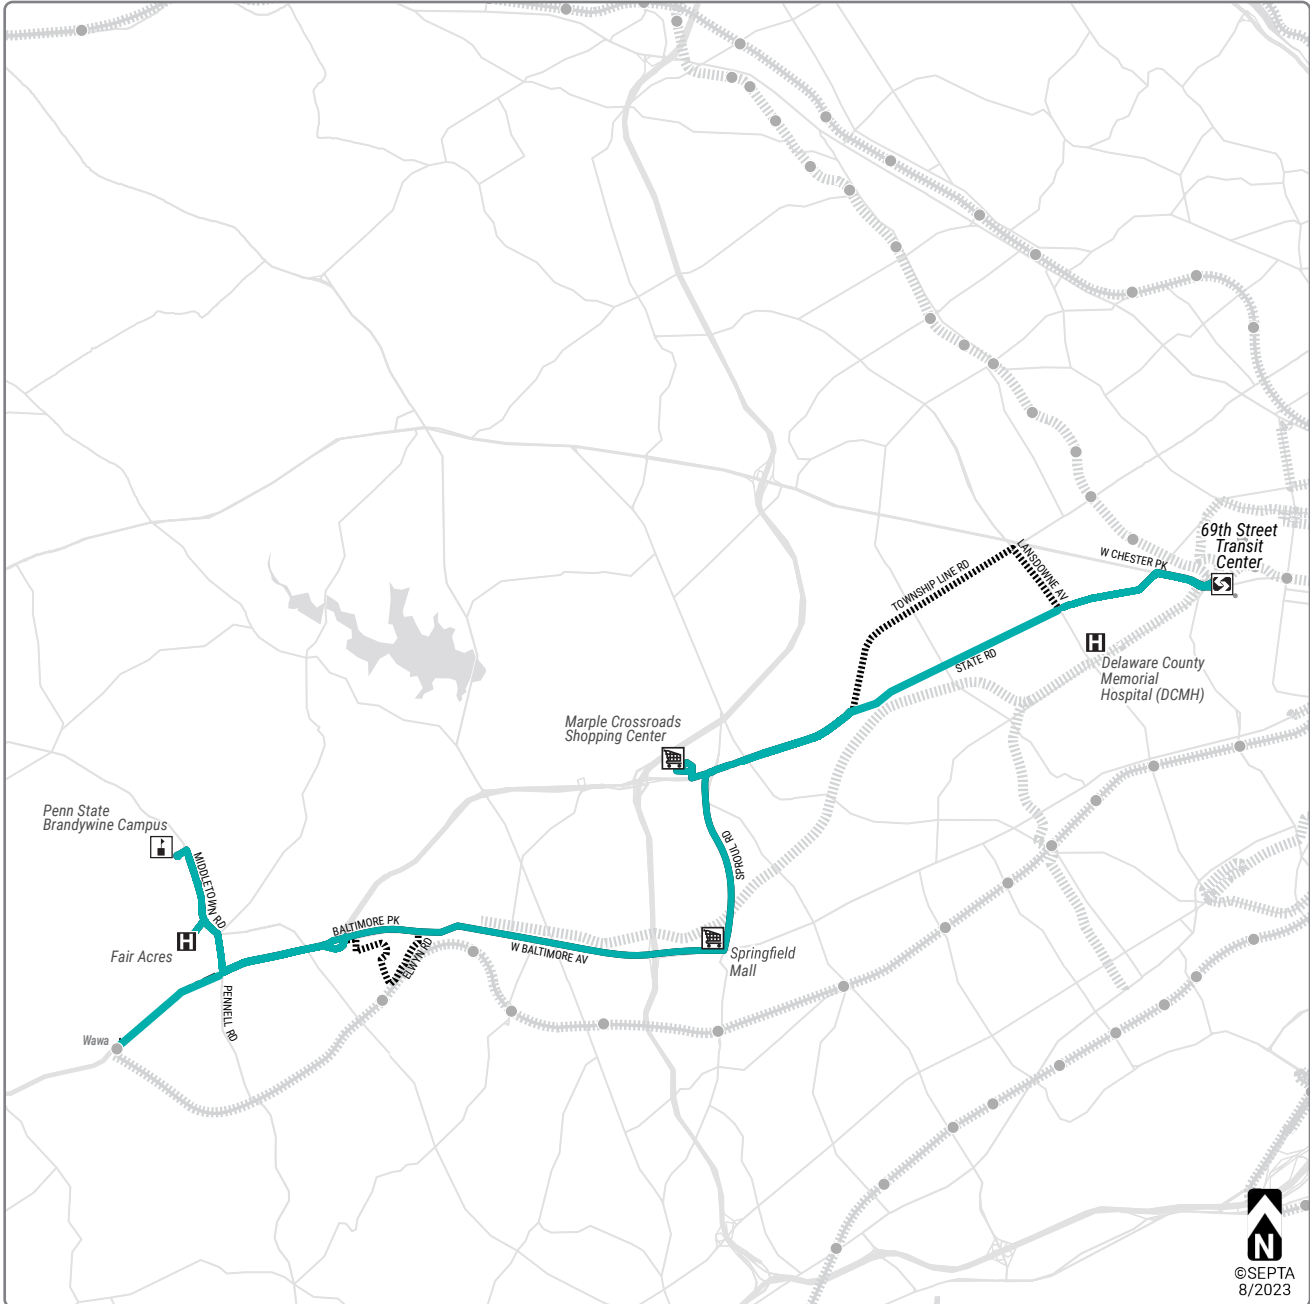 69th Street
Transit
Center
W CHESTER PK
LANSDOWNE AV
TOWNSHIP LINE RD
STATE RD
H
Delaware County
Memorial
Hospital (DCMH)
Marple Crossroads
Shopping Center
Penn State
Brandywine Campus
MIDDLETOWN RD
SPROUL RD
H
Fair Acres
BALTIMORE PK
ELWYN RD
W BALTIMORE AV
Springfield
Mall
PENNELL RD
Wawa
N
©SEPTA
8/2023